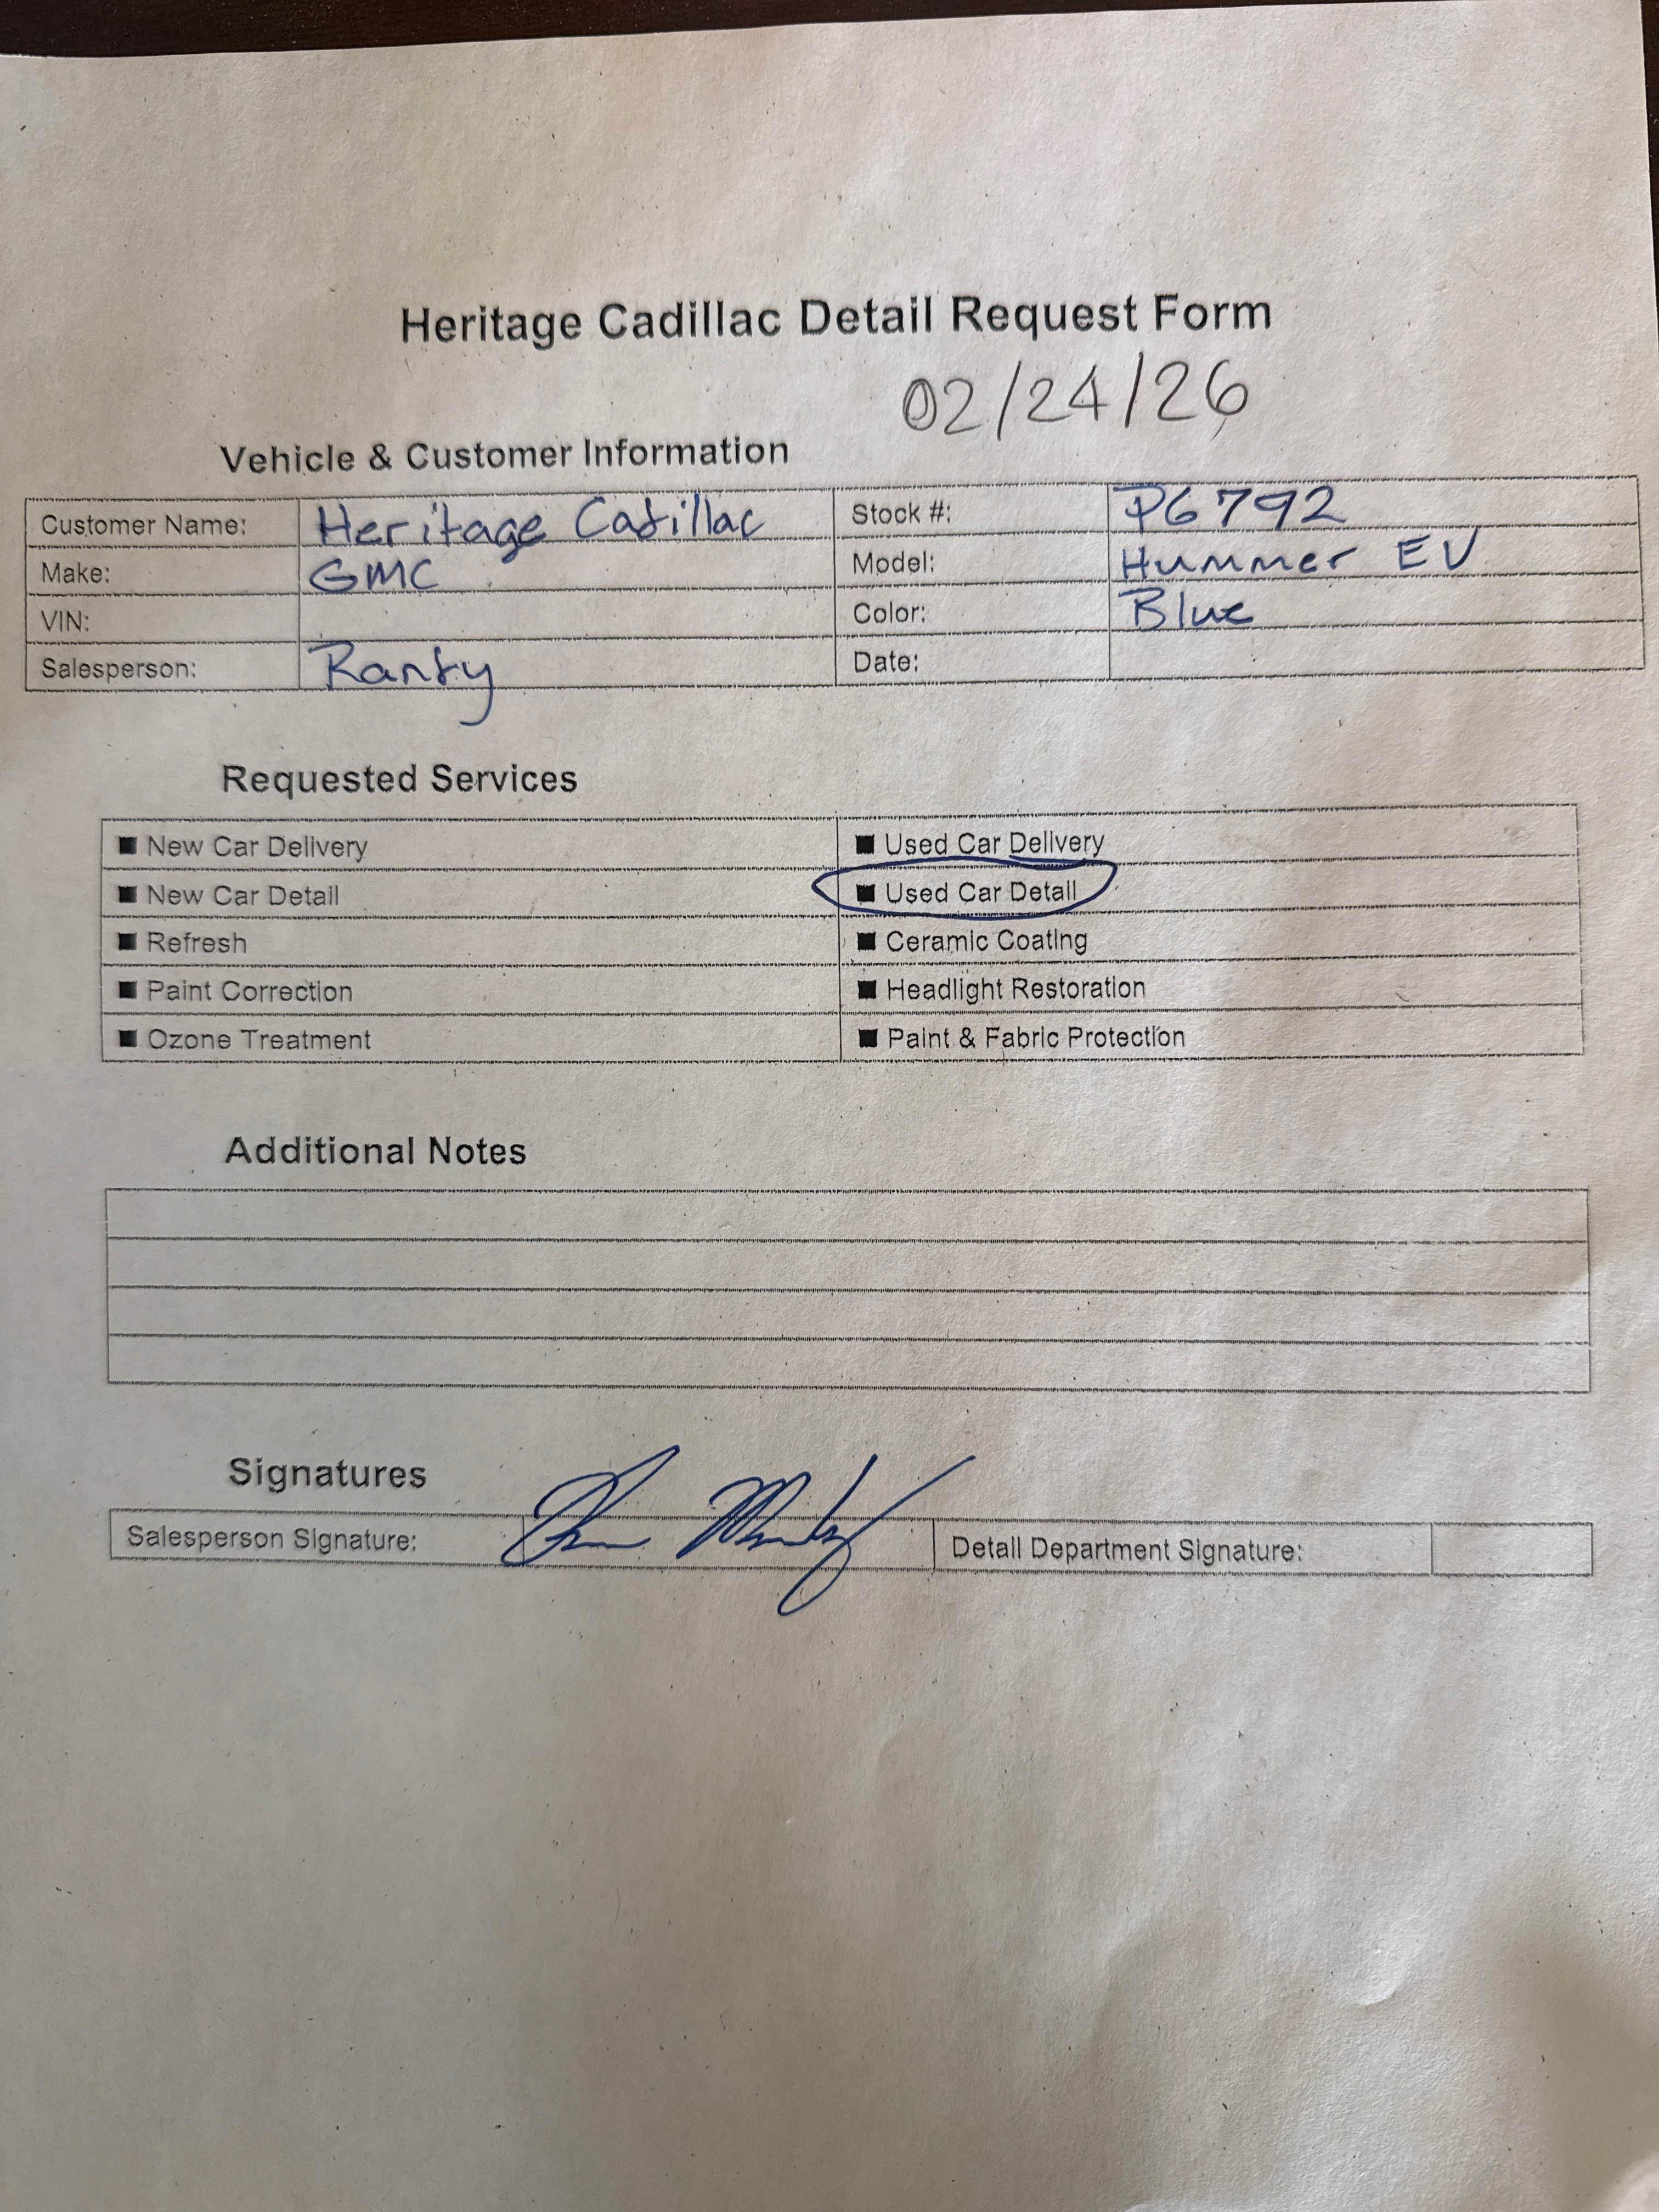 Heritage Cadillac Detail Request Form
02/24/26
Vehicle & Customer Information
Customer Name: Heritage Cadillac Stock #: P6792
Make: GMC Model: Hummer EV
VIN: Color: Blue
Salesperson: Randy Date:
Requested Services
■ New Car Delivery ■ Used Car Delivery
■ New Car Detail ■ Used Car Detail
■ Refresh ■ Ceramic Coating
■ Paint Correction ■ Headlight Restoration
■ Ozone Treatment ■ Paint & Fabric Protection
Additional Notes
Signatures
Salesperson Signature: Detail Department Signature: